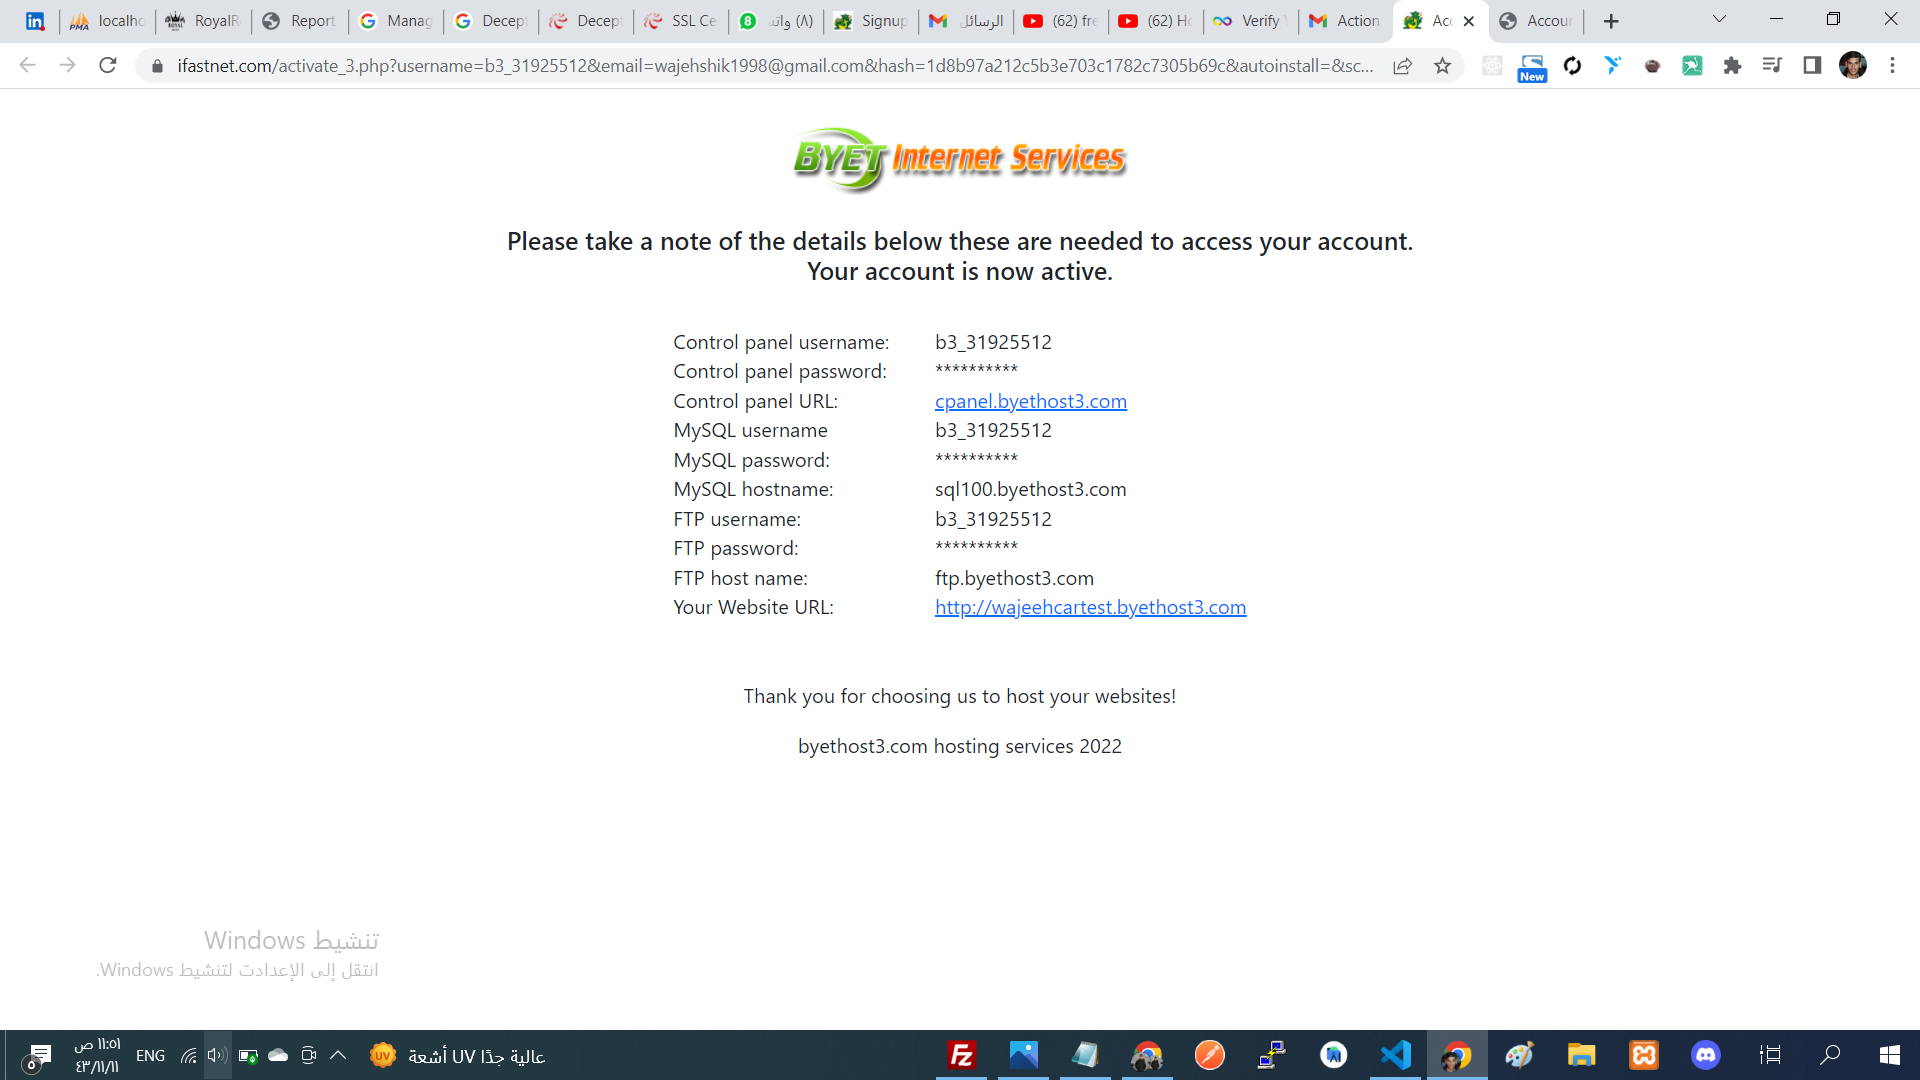 localho
RoyalR
Report
Manag
Decept
Decept
SSL Ce
(٨) واتس
Signup
الرسائل
(62) fre
(62) Ho
Verify
Action
Acc
Accour
ifastnet.com/activate_3.php?username=b3_31925512&email=wajehshik1998@gmail.com&hash=1d8b97a212c5b3e703c1782c7305b69c&autoinstall=&sc...
New
BYET Internet Services
Please take a note of the details below these are needed to access your account.
Your account is now active.
Control panel username: b3_31925512
Control panel password: **********
Control panel URL: cpanel.byethost3.com
MySQL username b3_31925512
MySQL password: **********
MySQL hostname: sql100.byethost3.com
FTP username: b3_31925512
FTP password: **********
FTP host name: ftp.byethost3.com
Your Website URL: http://wajeehcartest.byethost3.com
Thank you for choosing us to host your websites!
byethost3.com hosting services 2022
تنشيط Windows
انتقل إلى الإعدادت لتنشيط Windows.
١١:٥١ ص
٤٣/١١/١١
ENG
عالية جدًا UV أشعة